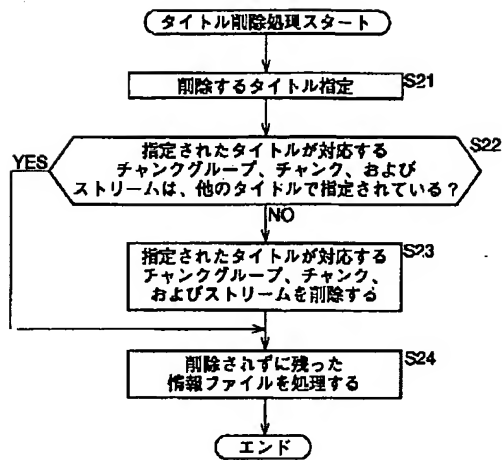 タイトル削除処理スタート
削除するタイトル指定
S21
指定されたタイトルが対応する
チャンクグループ、チャンク、および
ストリームは、他のタイトルで指定されている？
S22
YES
NO
指定されたタイトルが対応する
チャンクグループ、チャンク、
およびストリームを削除する
S23
削除されずに残った
情報ファイルを処理する
S24
エンド